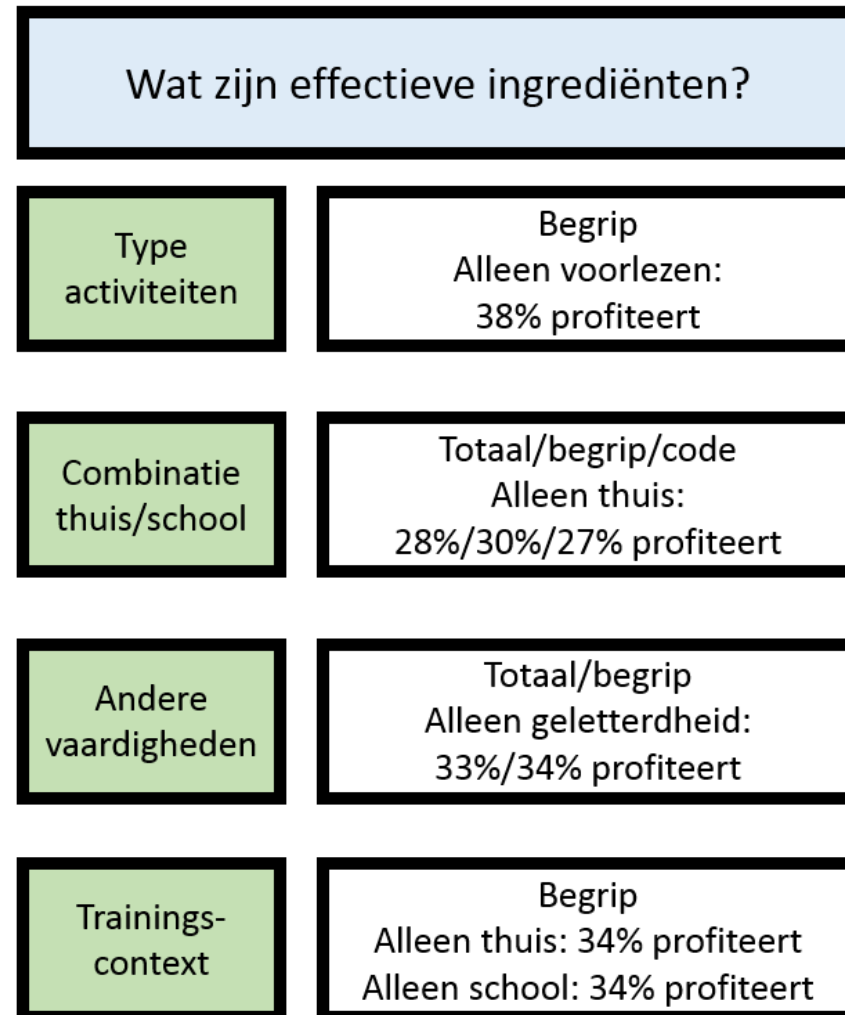 Wat zijn effectieve ingrediënten?
Type
activiteiten
Begrip
Alleen voorlezen:
38% profiteert
Combinatie
thuis/school
Totaal/begrip/code
Alleen thuis:
28%/30%/27% profiteert
Andere
vaardigheden
Totaal/begrip
Alleen geletterdheid:
33%/34% profiteert
Trainings-
context
Begrip
Alleen thuis: 34% profiteert
Alleen school: 34% profiteert